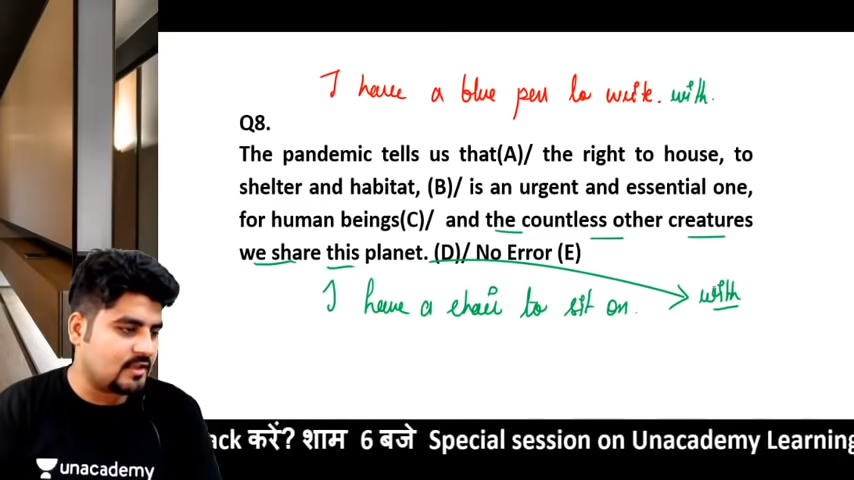 I have a blue pen to write. with.
Q8.
The pandemic tells us that(A)/ the right to house, to
shelter and habitat, (B)/ is an urgent and essential one,
for human beings(C)/ and the countless other creatures
we share this planet. (D)/ No Error (E)
I have a chair to sit on. with
ack करें? शाम 6 बजे Special session on Unacademy Learning
unacademy